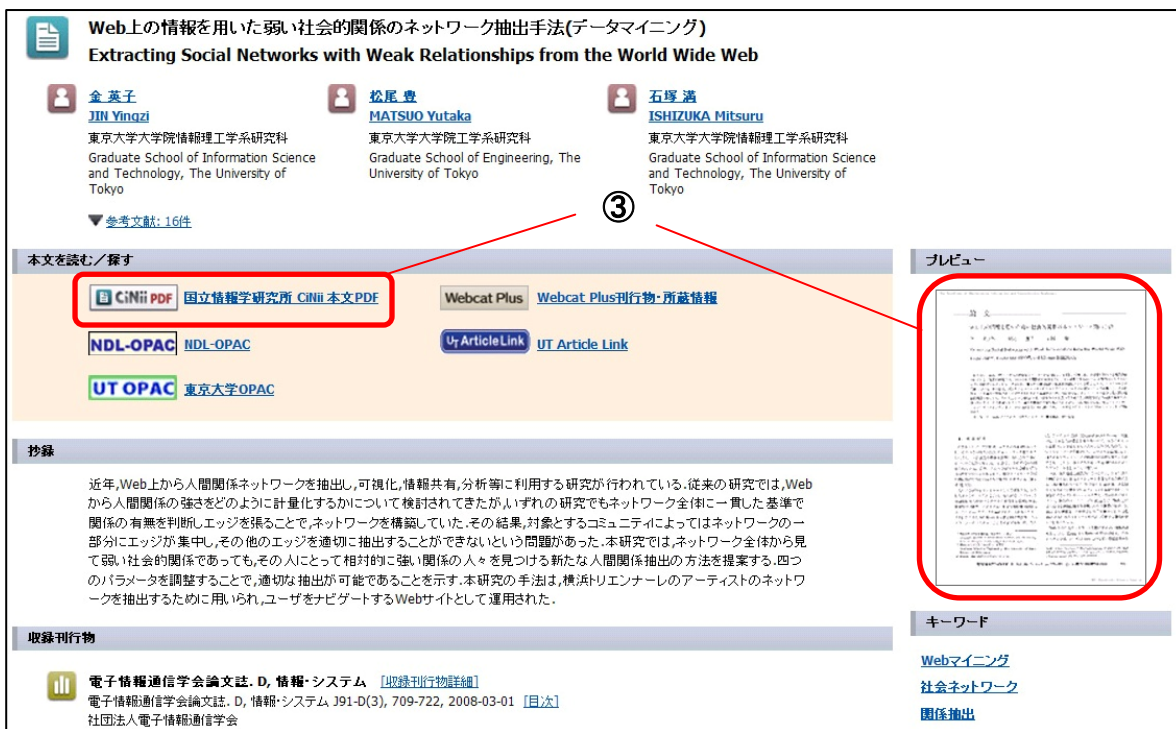 Web上の情報を用いた弱い社会的関係のネットワーク抽出手法(データマイニング)
Extracting Social Networks with Weak Relationships from the World Wide Web
金 英子
JIN Yingzi
東京大学大学院情報理工学系研究科
Graduate School of Information Science
and Technology, The University of
Tokyo
松尾 豊
MATSUO Yutaka
東京大学大学院工学系研究科
Graduate School of Engineering, The
University of Tokyo
石塚 満
ISHIZUKA Mitsuru
東京大学大学院情報理工学系研究科
Graduate School of Information Science
and Technology, The University of
Tokyo
▼参考文献: 16件
③
本文を読む/探す
CiNii PDF 国立情報学研究所 CiNii 本文PDF
Webcat Plus Webcat Plus刊行物・所蔵情報
NDL-OPAC NDL-OPAC
UT ArticleLink UT Article Link
UT OPAC 東京大学OPAC
プレビュー
抄録
近年,Web上から人間関係ネットワークを抽出し,可視化,情報共有,分析等に利用する研究が行われている.従来の研究では,Web
から人間関係の強さをどのように計量化するかについて検討されてきたが,いずれの研究でもネットワーク全体に一貫した基準で
関係の有無を判断しエッジを張ることで,ネットワークを構築していた.その結果,対象とするコミュニティによってはネットワークの一
部分にエッジが集中し,その他のエッジを適切に抽出することができないという問題があった.本研究では,ネットワーク全体から見
て弱い社会的関係であっても,その人にとって相対的に強い関係の人々を見つける新たな人間関係抽出の方法を提案する.四つ
のパラメータを調整することで,適切な抽出が可能であることを示す.本研究の手法は,横浜トリエンナーレのアーティストのネットワ
ークを抽出するために用いられ,ユーザをナビゲートするWebサイトとして運用された.
収録刊行物
電子情報通信学会論文誌. D, 情報・システム [収録刊行物詳細]
電子情報通信学会論文誌. D, 情報・システム J91-D(3), 709-722, 2008-03-01 [目次]
社団法人電子情報通信学会
キーワード
Webマイニング
社会ネットワーク
関係抽出